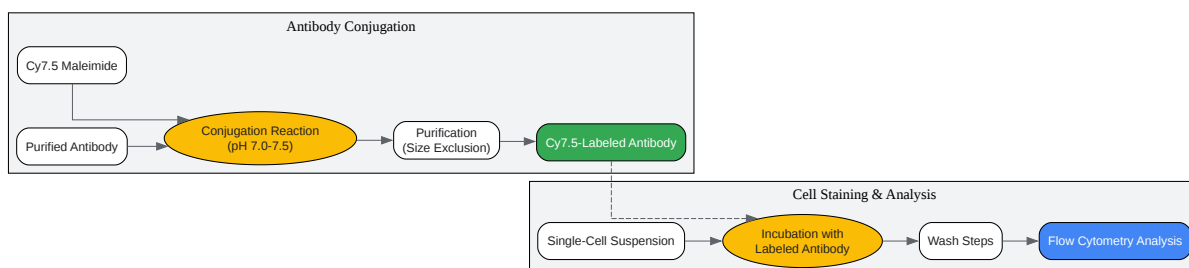 Antibody Conjugation
Cy7.5 Maleimide
Purified Antibody
Conjugation Reaction
(pH 7.0-7.5)
Purification
(Size Exclusion)
Cy7.5-Labeled Antibody
Cell Staining & Analysis
Single-Cell Suspension
Incubation with
Labeled Antibody
Wash Steps
Flow Cytometry Analysis